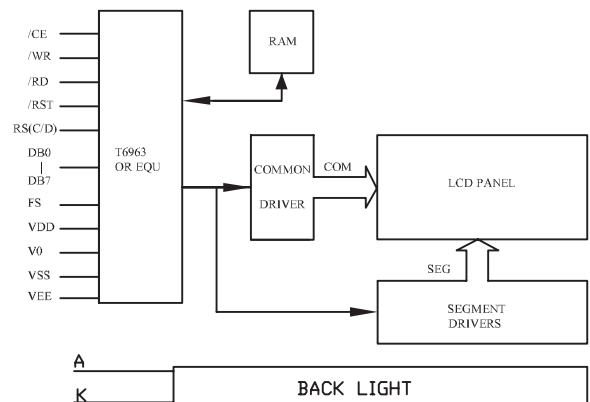 /CE
/WR
/RD
/RST
RS(C/D)
DB0
|
DB7
FS
VDD
V0
VSS
VEE
T6963
OR EQU
RAM
COMMON
DRIVER
COM
LCD PANEL
SEG
SEGMENT
DRIVERS
A
K
BACK LIGHT